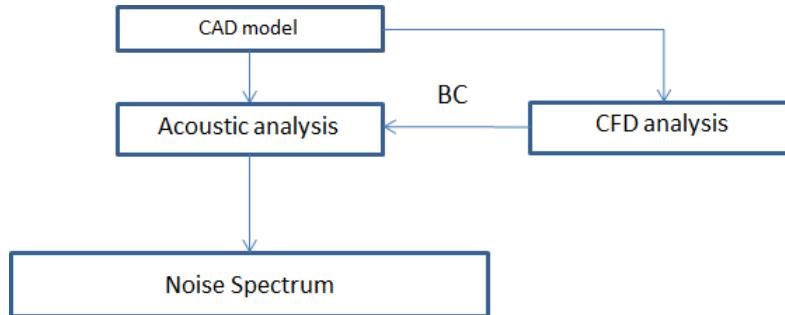 CAD model
BC
Acoustic analysis
CFD analysis
Noise Spectrum